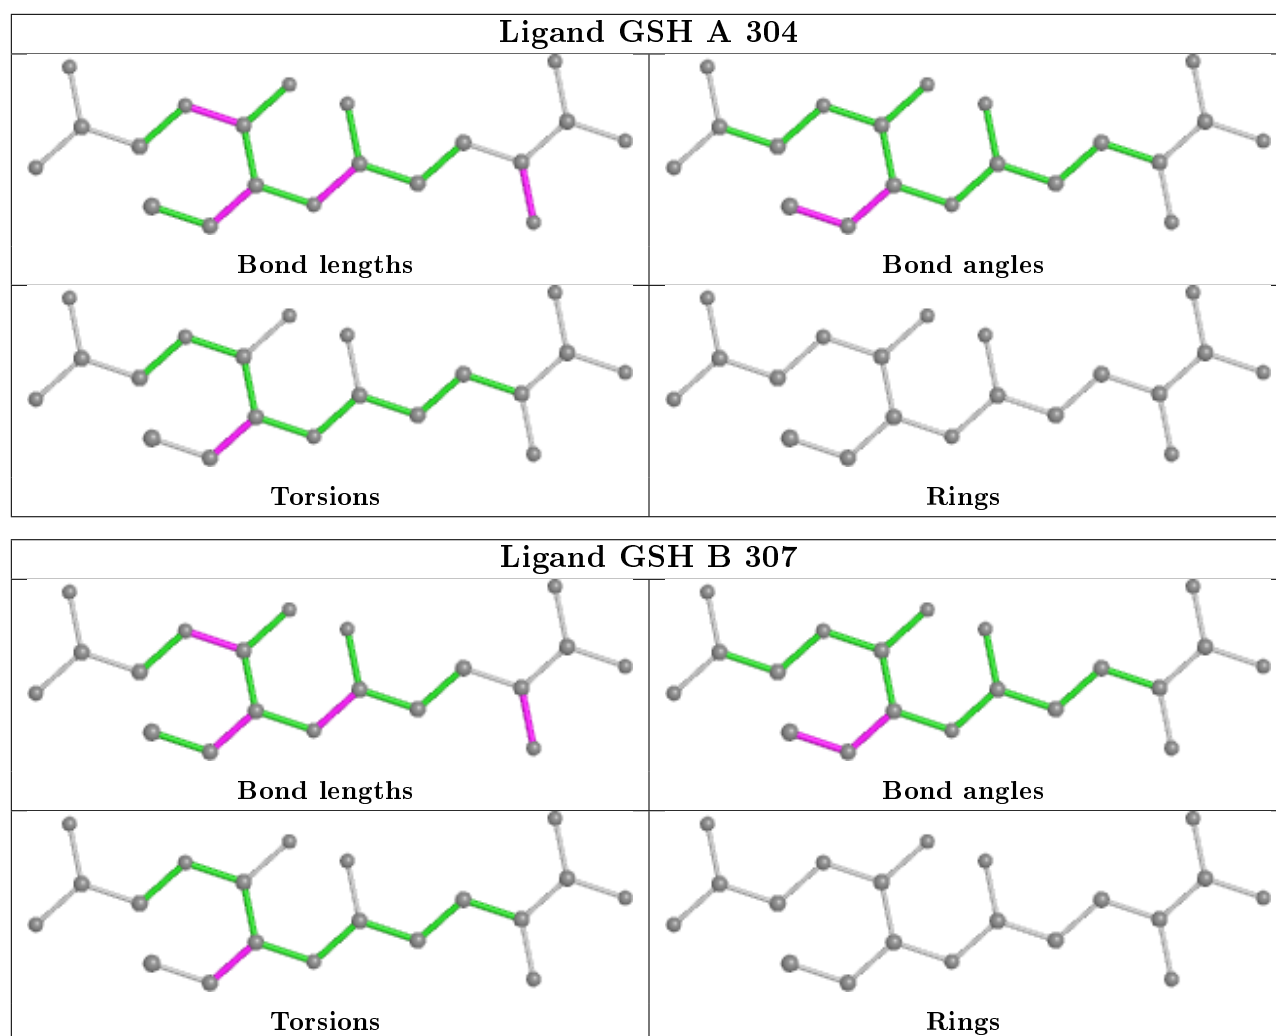 Ligand GSH A 304
Bond lengths
Bond angles
Torsions
Rings
Ligand GSH B 307
Bond lengths
Bond angles
Torsions
Rings